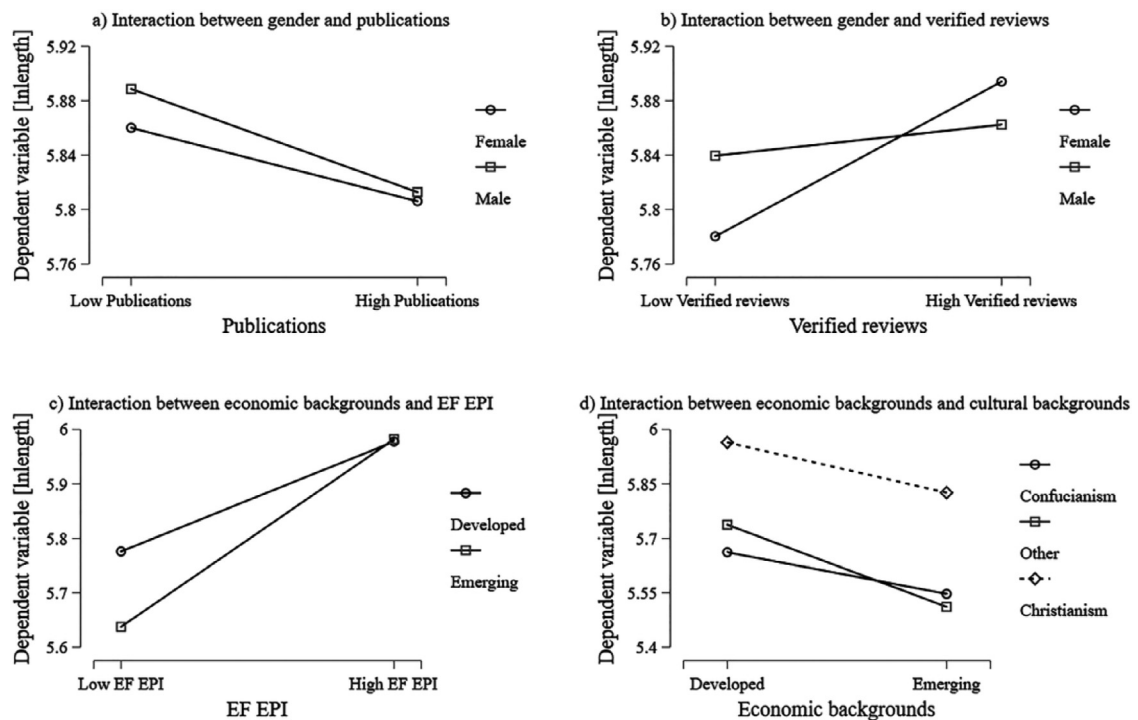 a) Interaction between gender and publications
Dependent variable [lnlength]
5.92
5.88
5.84
5.8
5.76
Low Publications
High Publications
Publications
Female
Male
b) Interaction between gender and verified reviews
Dependent variable [lnlength]
5.92
5.88
5.84
5.8
5.76
Low Verified reviews
High Verified reviews
Verified reviews
Female
Male
c) Interaction between economic backgrounds and EF EPI
Dependent variable [lnlength]
6
5.9
5.8
5.7
5.6
Low EF EPI
High EF EPI
EF EPI
Developed
Emerging
d) Interaction between economic backgrounds and cultural backgrounds
Dependent variable [lnlength]
6
5.85
5.7
5.55
5.4
Developed
Emerging
Economic backgrounds
Confucianism
Other
Christianism